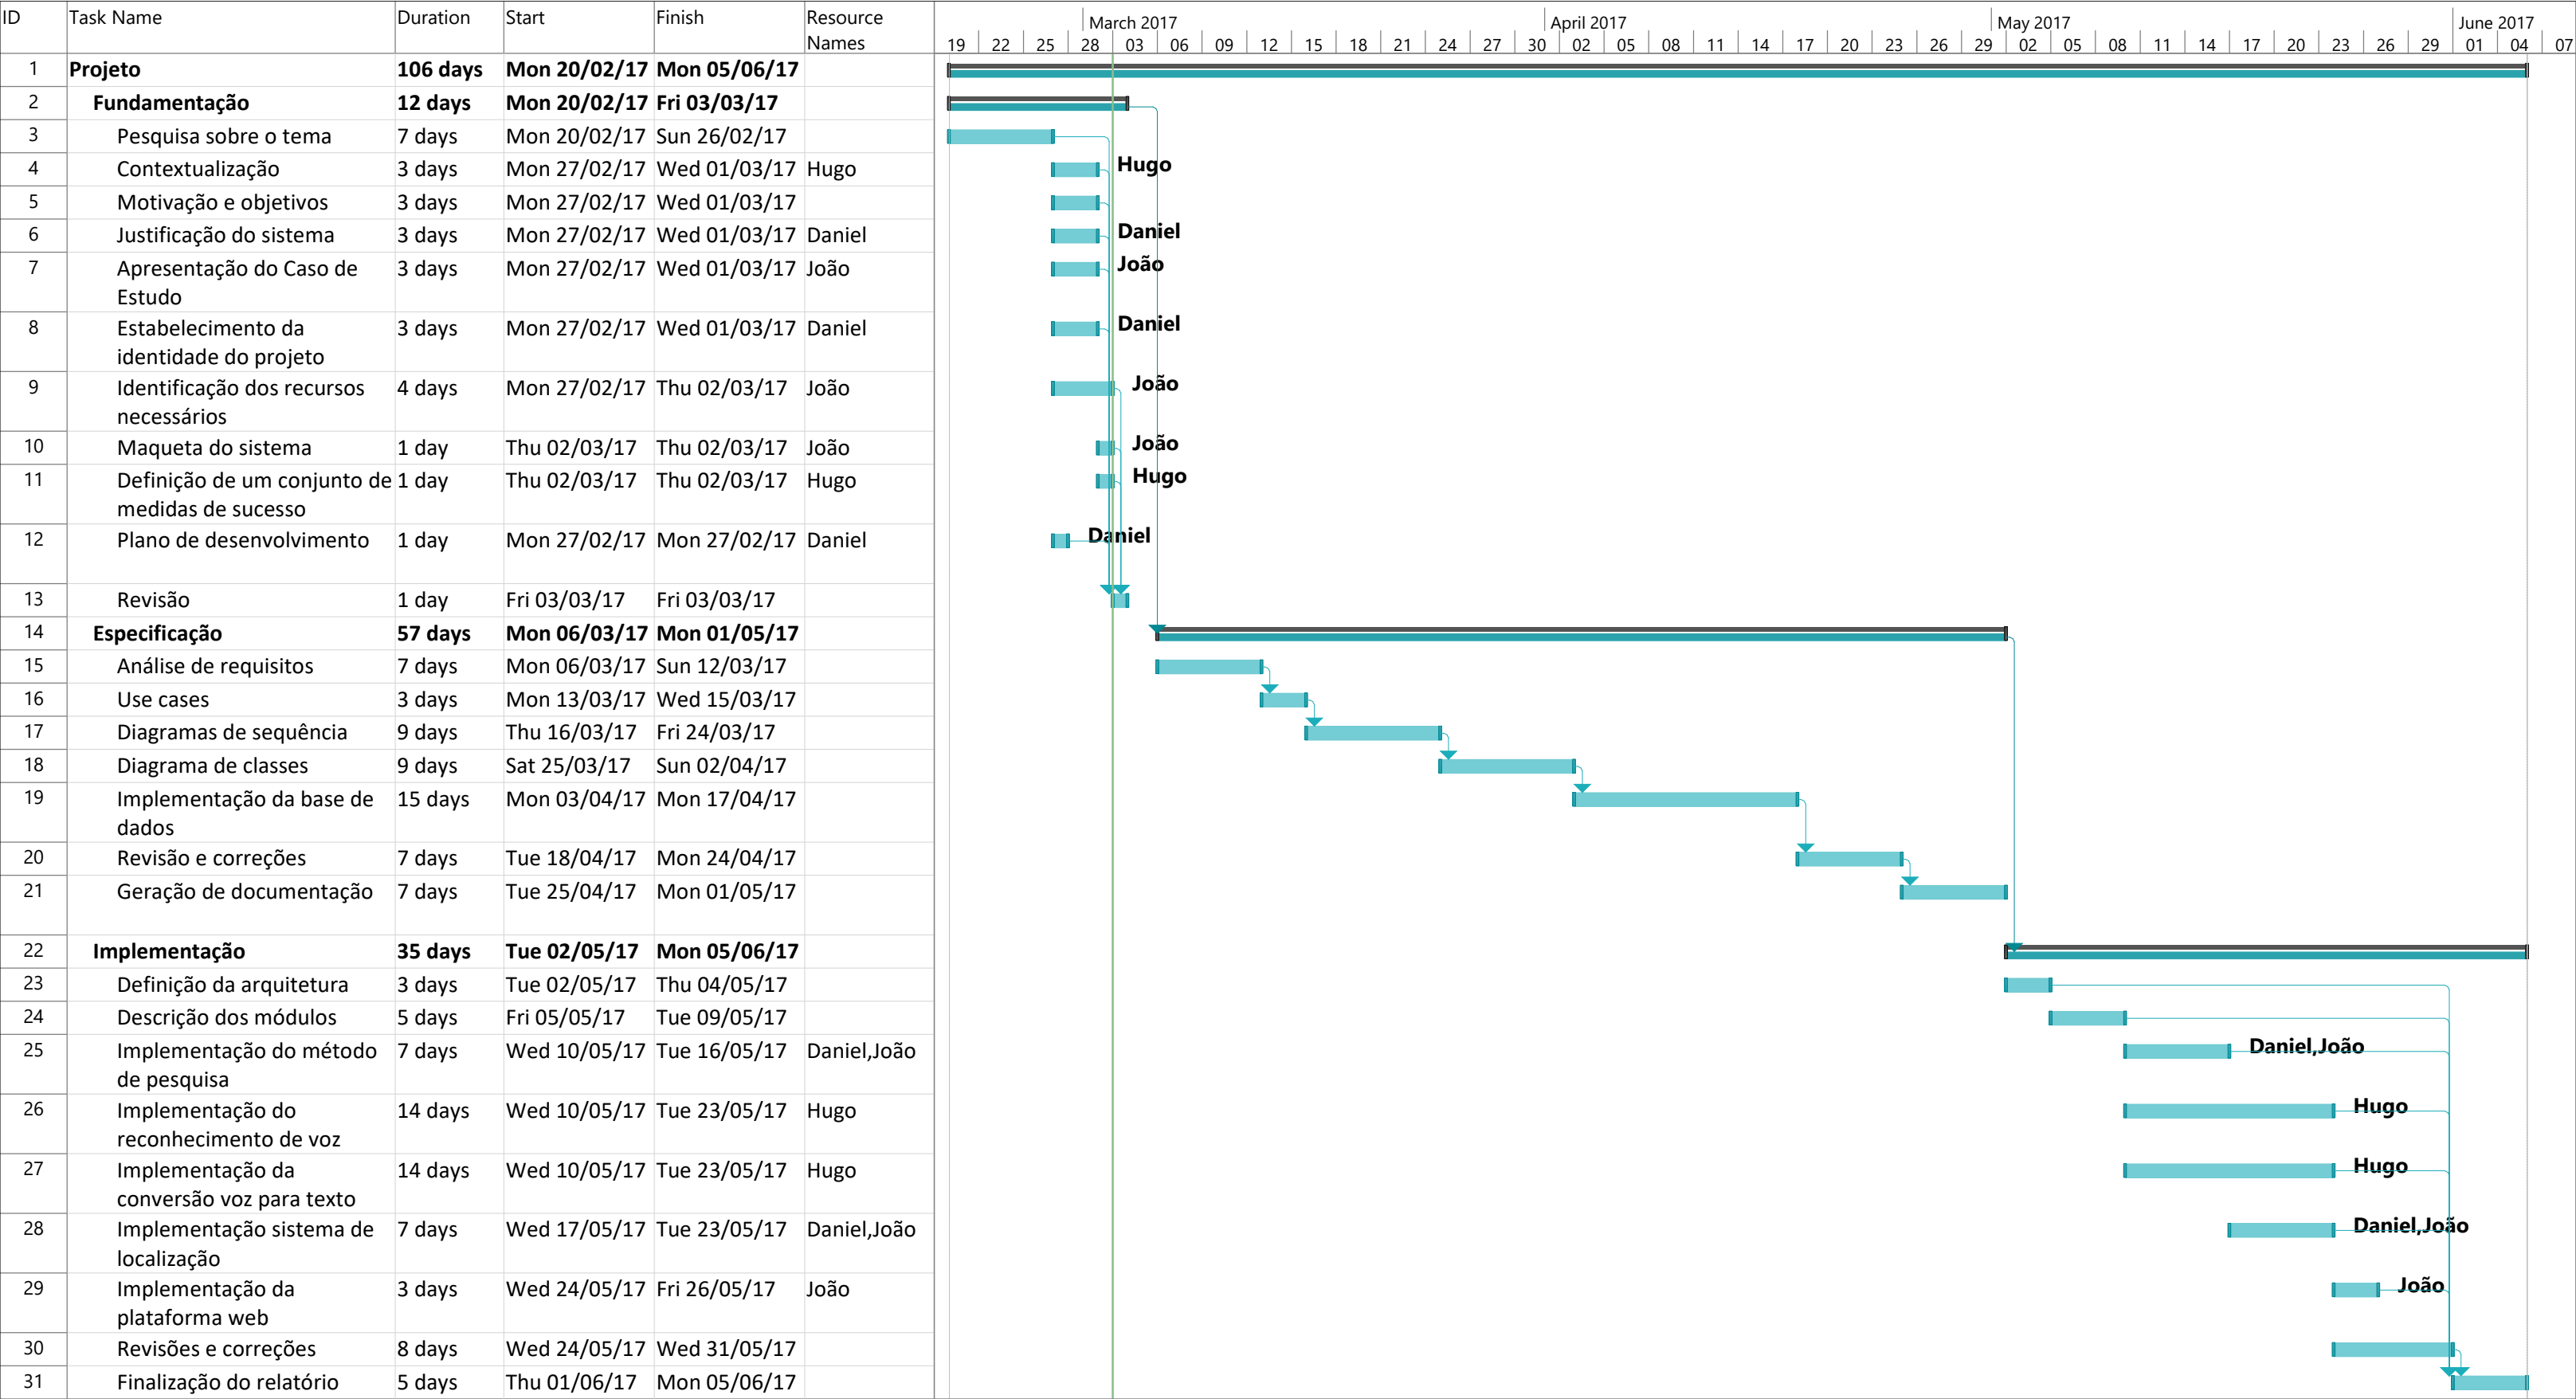 ID Task Name Duration Start Finish Resource Names
March 2017 April 2017 May 2017 June 2017
19 22 25 28 03 06 09 12 15 18 21 24 27 30 02 05 08 11 14 17 20 23 26 29 02 05 08 11 14 17 20 23 26 29 01 04 07
1 Projeto 106 days Mon 20/02/17 Mon 05/06/17
2 Fundamentação 12 days Mon 20/02/17 Fri 03/03/17
3 Pesquisa sobre o tema 7 days Mon 20/02/17 Sun 26/02/17
4 Contextualização 3 days Mon 27/02/17 Wed 01/03/17 Hugo Hugo
5 Motivação e objetivos 3 days Mon 27/02/17 Wed 01/03/17
6 Justificação do sistema 3 days Mon 27/02/17 Wed 01/03/17 Daniel Daniel
7 Apresentação do Caso de 3 days Mon 27/02/17 Wed 01/03/17 João João
Estudo
8 Estabelecimento da 3 days Mon 27/02/17 Wed 01/03/17 Daniel Daniel
identidade do projeto
9 Identificação dos recursos 4 days Mon 27/02/17 Thu 02/03/17 João João
necessários
10 Maqueta do sistema 1 day Thu 02/03/17 Thu 02/03/17 João João
11 Definição de um conjunto de 1 day Thu 02/03/17 Thu 02/03/17 Hugo Hugo
medidas de sucesso
12 Plano de desenvolvimento 1 day Mon 27/02/17 Mon 27/02/17 Daniel Daniel
13 Revisão 1 day Fri 03/03/17 Fri 03/03/17
14 Especificação 57 days Mon 06/03/17 Mon 01/05/17
15 Análise de requisitos 7 days Mon 06/03/17 Sun 12/03/17
16 Use cases 3 days Mon 13/03/17 Wed 15/03/17
17 Diagramas de sequência 9 days Thu 16/03/17 Fri 24/03/17
18 Diagrama de classes 9 days Sat 25/03/17 Sun 02/04/17
19 Implementação da base de 15 days Mon 03/04/17 Mon 17/04/17
dados
20 Revisão e correções 7 days Tue 18/04/17 Mon 24/04/17
21 Geração de documentação 7 days Tue 25/04/17 Mon 01/05/17
22 Implementação 35 days Tue 02/05/17 Mon 05/06/17
23 Definição da arquitetura 3 days Tue 02/05/17 Thu 04/05/17
24 Descrição dos módulos 5 days Fri 05/05/17 Tue 09/05/17
25 Implementação do método 7 days Wed 10/05/17 Tue 16/05/17 Daniel,João Daniel,João
de pesquisa
26 Implementação do 14 days Wed 10/05/17 Tue 23/05/17 Hugo Hugo
reconhecimento de voz
27 Implementação da 14 days Wed 10/05/17 Tue 23/05/17 Hugo Hugo
conversão voz para texto
28 Implementação sistema de 7 days Wed 17/05/17 Tue 23/05/17 Daniel,João Daniel,João
localização
29 Implementação da 3 days Wed 24/05/17 Fri 26/05/17 João João
plataforma web
30 Revisões e correções 8 days Wed 24/05/17 Wed 31/05/17
31 Finalização do relatório 5 days Thu 01/06/17 Mon 05/06/17